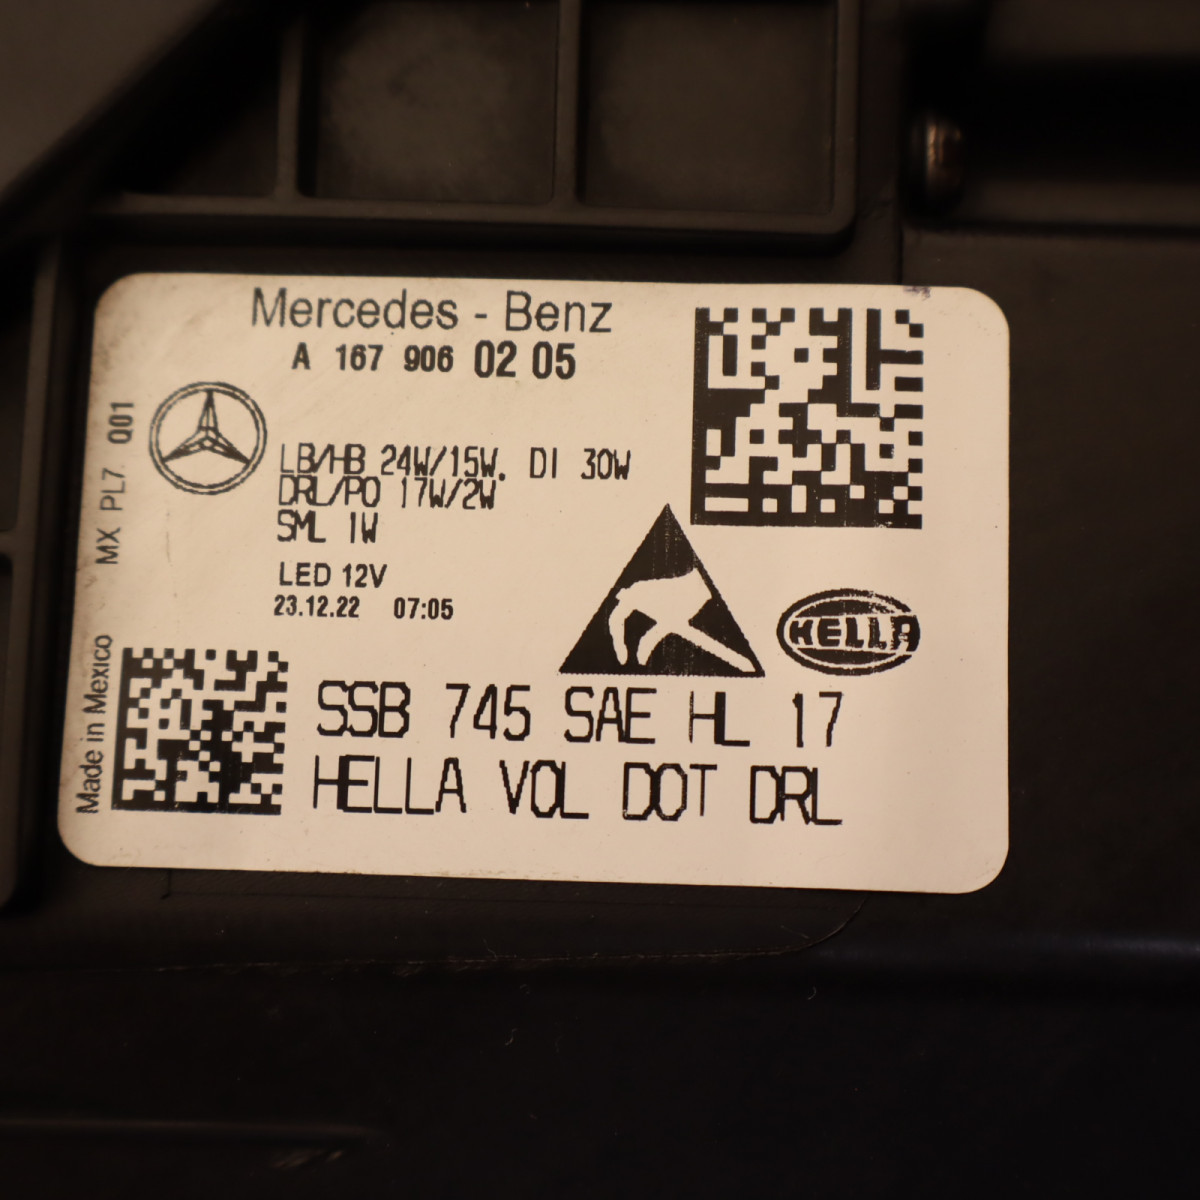 Mercedes - Benz
A 167 906 02 05
MX PL7 Q01
LB/HB 24W/15W, DI 30W
DRL/PO 17W/2W
SML 1W
LED 12V
23.12.22 07:05
HELLA
Made in Mexico
SSB 745 SAE HL 17
HELLA VOL DOT DRL